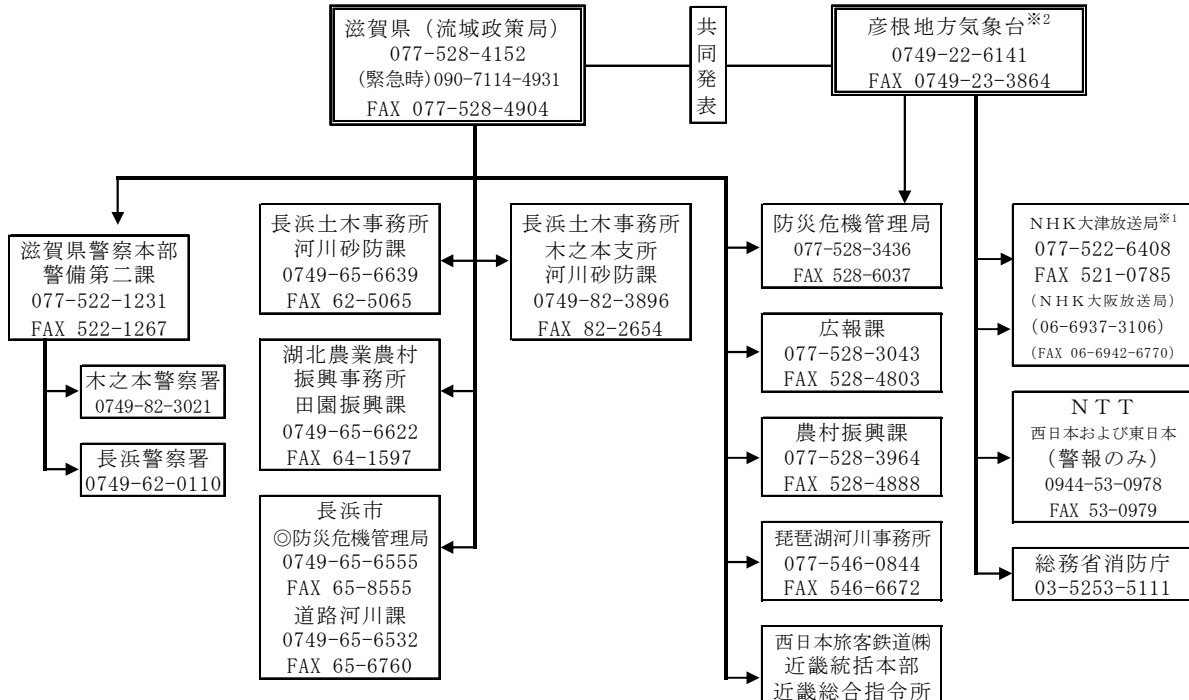 滋賀県（流域政策局）
077-528-4152
(緊急時)090-7114-4931
FAX 077-528-4904
共同発表
彦根地方気象台※2
0749-22-6141
FAX 0749-23-3864
滋賀県警察本部
警備第二課
077-522-1231
FAX 522-1267
木之本警察署
0749-82-3021
長浜警察署
0749-62-0110
長浜土木事務所
河川砂防課
0749-65-6639
FAX 62-5065
湖北農業農村
振興事務所
田園振興課
0749-65-6622
FAX 64-1597
長浜市
◎防災危機管理局
0749-65-6555
FAX 65-8555
道路河川課
0749-65-6532
FAX 65-6760
長浜土木事務所
木之本支所
河川砂防課
0749-82-3896
FAX 82-2654
防災危機管理局
077-528-3436
FAX 528-6037
広報課
077-528-3043
FAX 528-4803
農村振興課
077-528-3964
FAX 528-4888
琵琶湖河川事務所
077-546-0844
FAX 546-6672
西日本旅客鉄道㈱
近畿統括本部
近畿総合指令所
NHK大津放送局※1
077-522-6408
FAX 521-0785
(NHK大阪放送局)
(06-6937-3106)
(FAX 06-6942-6770)
NTT
西日本および東日本
(警報のみ)
0944-53-0978
FAX 53-0979
総務省消防庁
03-5253-5111